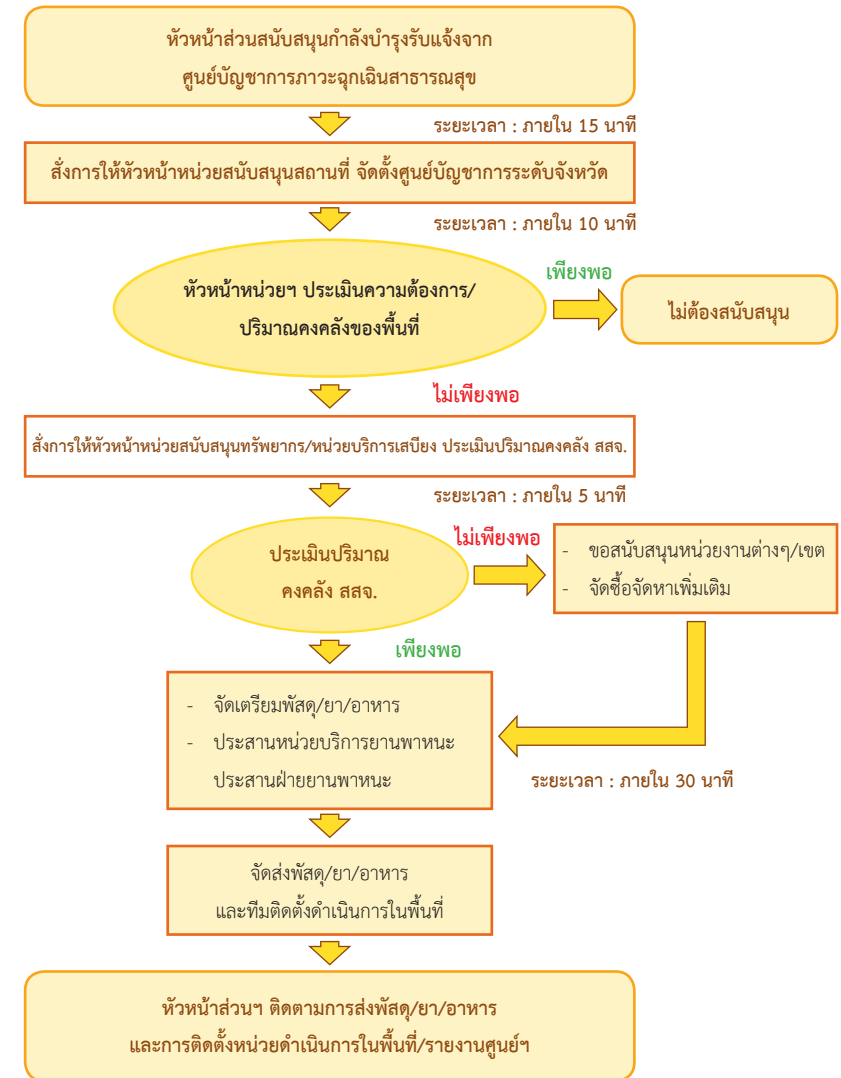 หัวหน้าส่วนสนับสนุนกำลังบำรุงรับแจ้งจาก
ศูนย์บัญชาการภาวะฉุกเฉินสาธารณสุข
ระยะเวลา : ภายใน 15 นาที
สั่งการให้หัวหน้าหน่วยสนับสนุนสถานที่ จัดตั้งศูนย์บัญชาการระดับจังหวัด
ระยะเวลา : ภายใน 10 นาที
หัวหน้าหน่วยฯ ประเมินความต้องการ/
ปริมาณคงคลังของพื้นที่
เพียงพอ
ไม่ต้องสนับสนุน
ไม่เพียงพอ
สั่งการให้หัวหน้าหน่วยสนับสนุนทรัพยากร/หน่วยบริการเสบียง ประเมินปริมาณคงคลัง สสจ.
ระยะเวลา : ภายใน 5 นาที
ประเมินปริมาณ
คงคลัง สสจ.
ไม่เพียงพอ
- ขอสนับสนุนหน่วยงานต่างๆ/เขต
- จัดซื้อจัดหาเพิ่มเติม
เพียงพอ
- จัดเตรียมพัสดุ/ยา/อาหาร
- ประสานหน่วยบริการยานพาหนะ
ประสานฝ่ายยานพาหนะ
ระยะเวลา : ภายใน 30 นาที
จัดส่งพัสดุ/ยา/อาหาร
และทีมติดตั้งดำเนินการในพื้นที่
หัวหน้าส่วนฯ ติดตามการส่งพัสดุ/ยา/อาหาร
และการติดตั้งหน่วยดำเนินการในพื้นที่/รายงานศูนย์ฯ